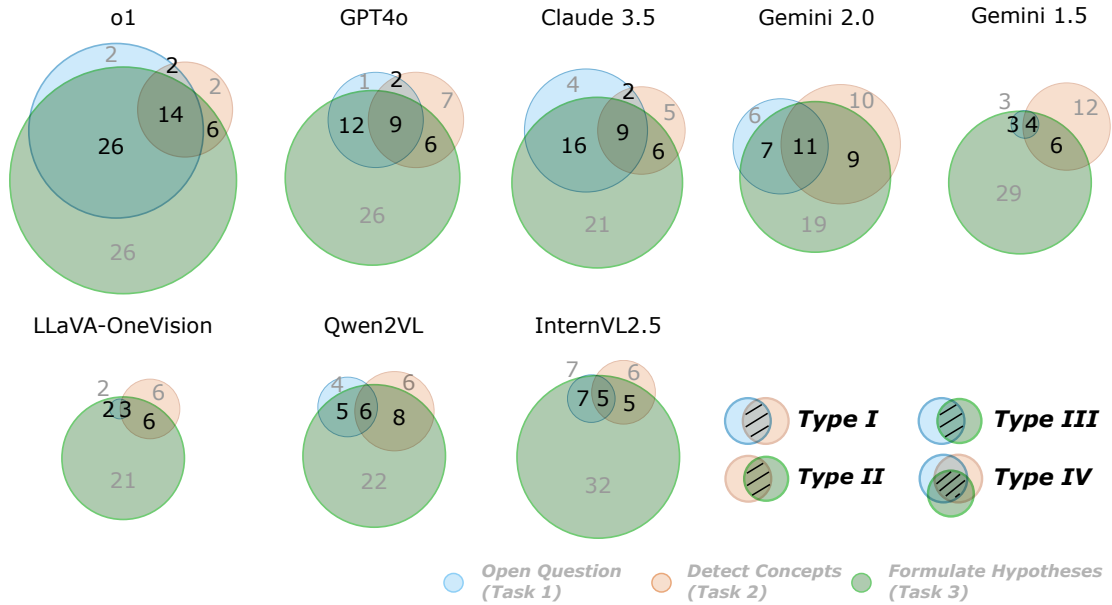 o1
GPT4o
Claude 3.5
Gemini 2.0
Gemini 1.5
2
2
2
14
26
6
26
1
2
7
12
9
6
26
4
2
5
16
9
6
21
6
10
7
11
9
19
3
12
3
4
6
29
LLaVA-OneVision
Qwen2VL
InternVL2.5
2
6
2
3
6
21
4
6
5
6
8
22
7
6
7
5
5
32
Type I
Type III
Type II
Type IV
Open Question
(Task 1)
Detect Concepts
(Task 2)
Formulate Hypotheses
(Task 3)